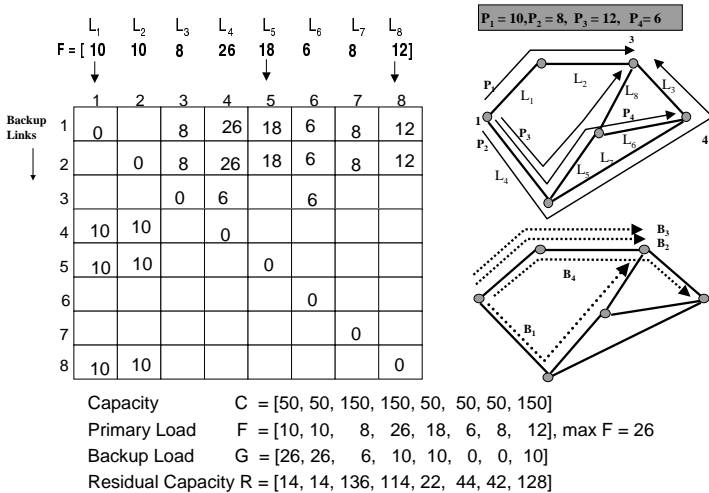 L1 L2 L3 L4 L5 L6 L7 L8
F = [ 10 10 8 26 18 6 8 12]
1 2 3 4 5 6 7 8
Backup
Links
1 0 8 26 18 6 8 12
2 0 8 26 18 6 8 12
3 0 6 6
4 10 10 0
5 10 10 0
6 0
7 0
8 10 10 0
P1 = 10,P2 = 8, P3 = 12, P4= 6
3
P1
L1
L2
L8
L3
1
P3
P4
P2
L6
4
L7
L5
L4
B3
B2
B4
B1
Capacity C = [50, 50, 150, 150, 50, 50, 50, 150]
Primary Load F = [10, 10, 8, 26, 18, 6, 8, 12], max F = 26
Backup Load G = [26, 26, 6, 10, 10, 0, 0, 10]
Residual Capacity R = [14, 14, 136, 114, 22, 44, 42, 128]